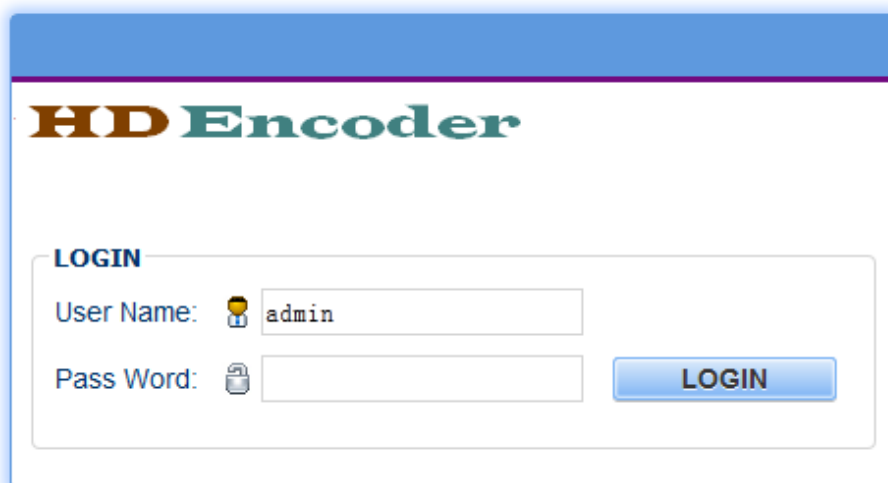 HD Encoder
LOGIN
User Name: admin
Pass Word: LOGIN